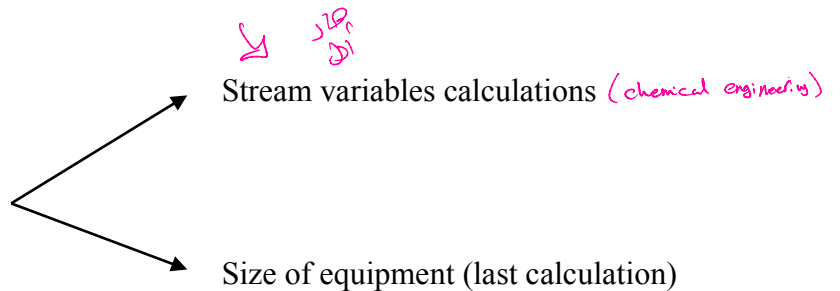 Stream variables calculations (chemical engineering)
Size of equipment (last calculation)